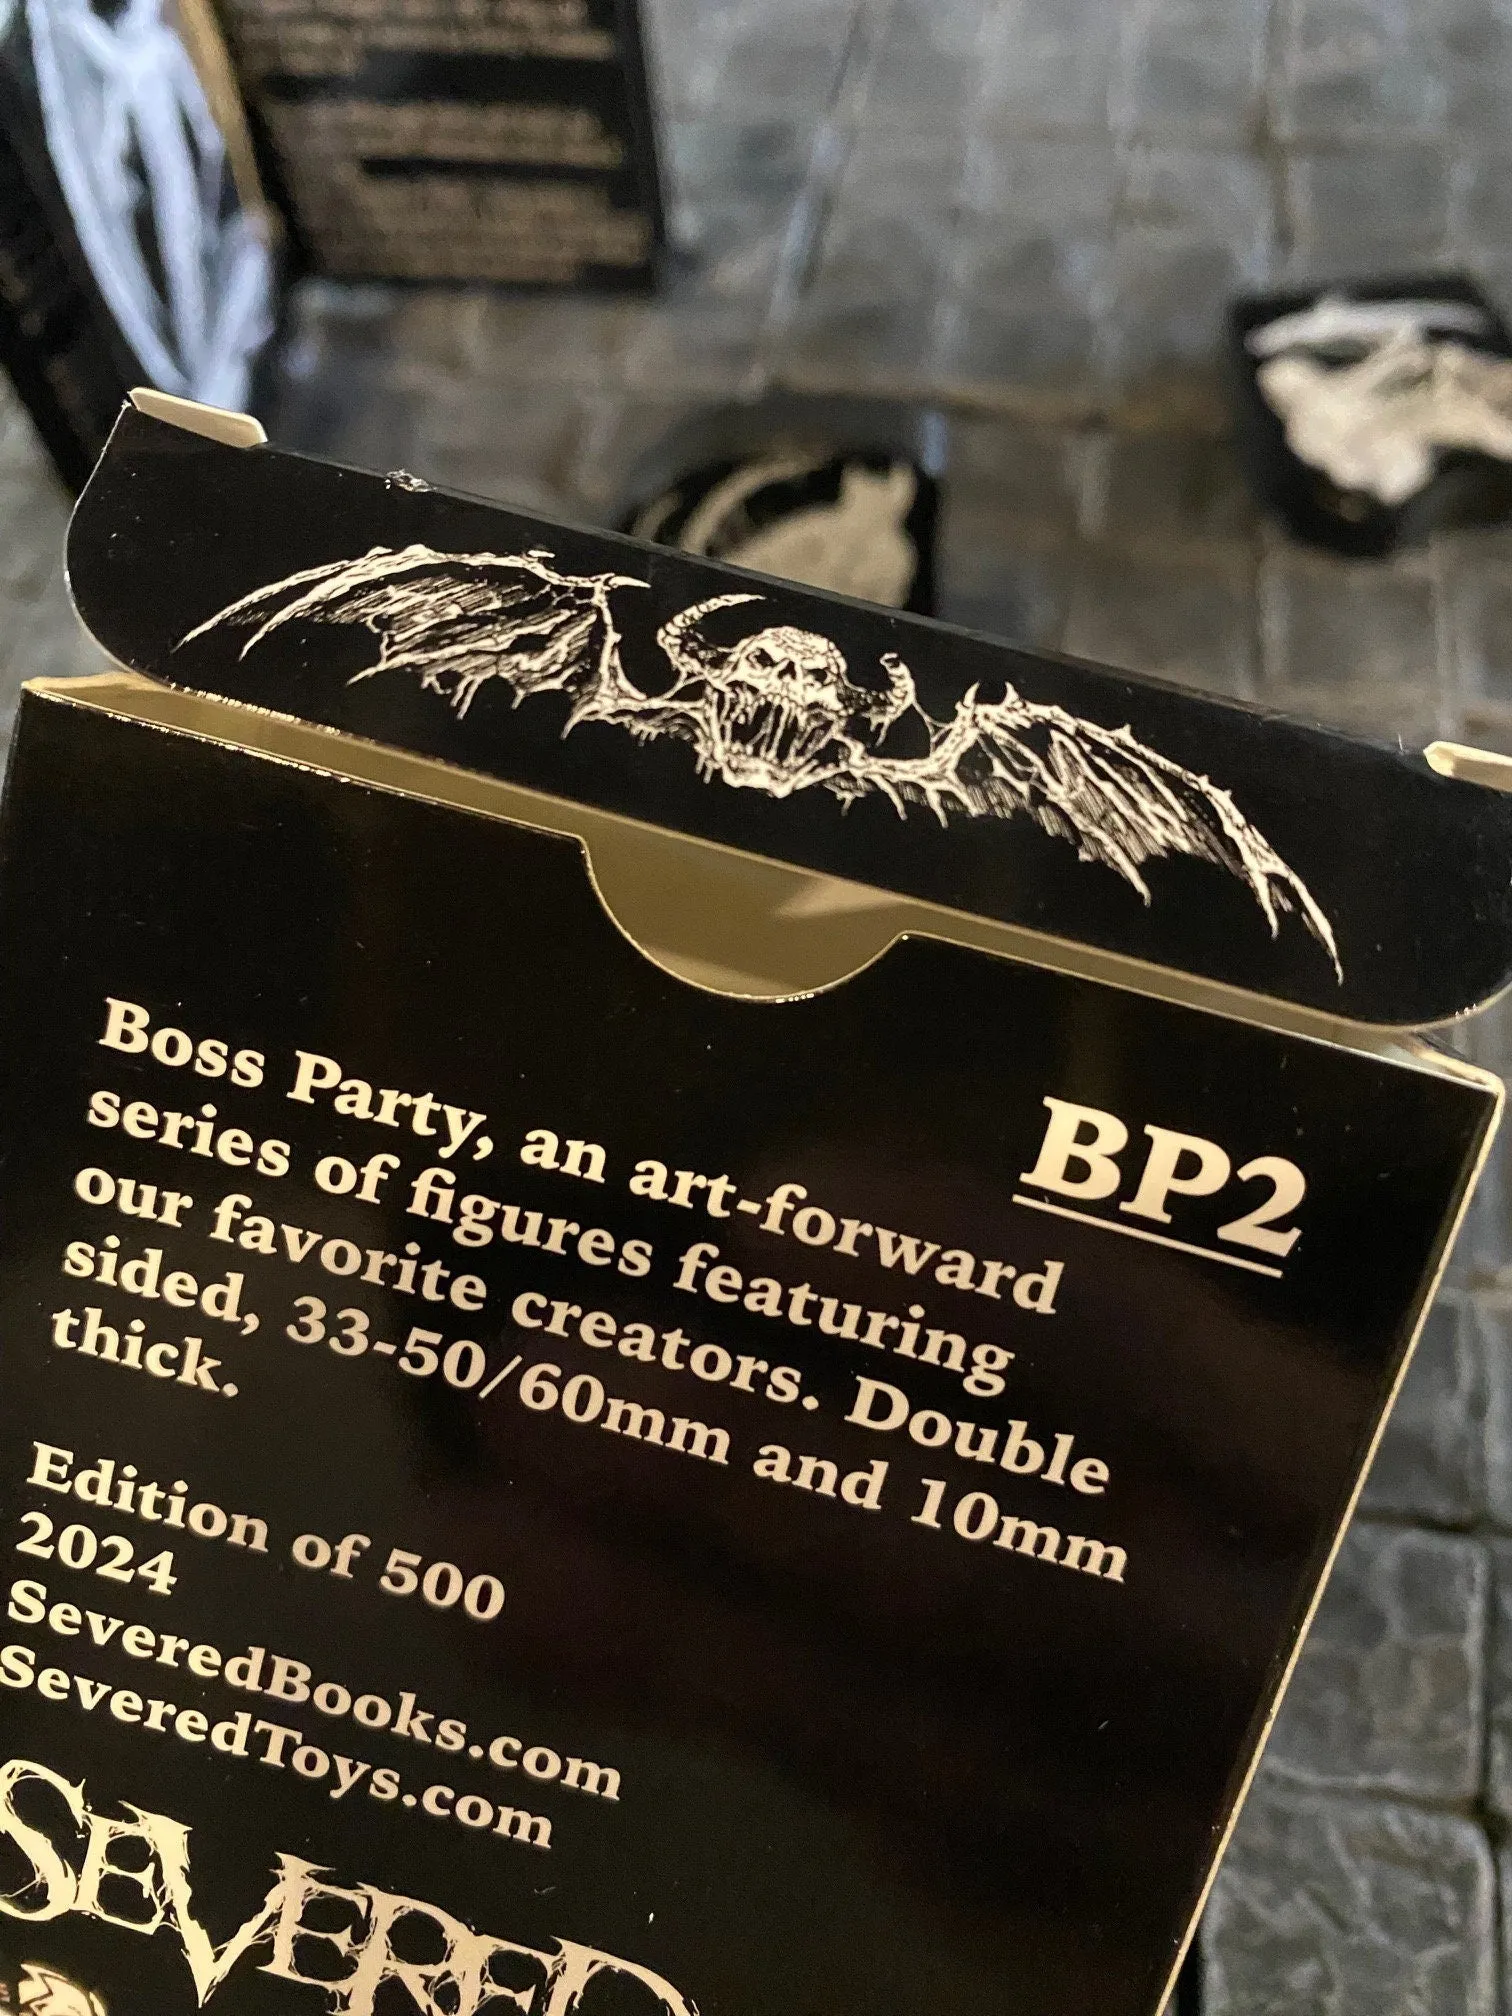 BP2
Boss Party, an art-forward
series of figures featuring
our favorite creators. Double
sided, 33-50/60mm and 10mm
thick.
Edition of 500
2024
SeveredBooks.com
SeveredToys.com
SEVERED